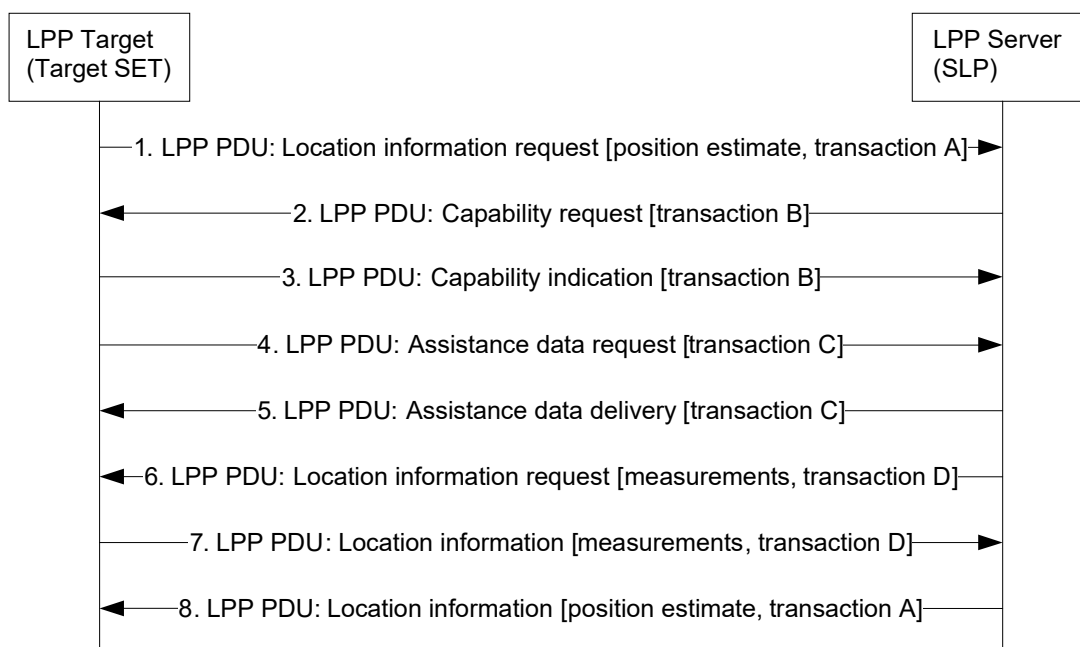 LPP Target
(Target SET)
LPP Server
(SLP)
1. LPP PDU: Location information request [position estimate, transaction A]
2. LPP PDU: Capability request [transaction B]
3. LPP PDU: Capability indication [transaction B]
4. LPP PDU: Assistance data request [transaction C]
5. LPP PDU: Assistance data delivery [transaction C]
6. LPP PDU: Location information request [measurements, transaction D]
7. LPP PDU: Location information [measurements, transaction D]
8. LPP PDU: Location information [position estimate, transaction A]